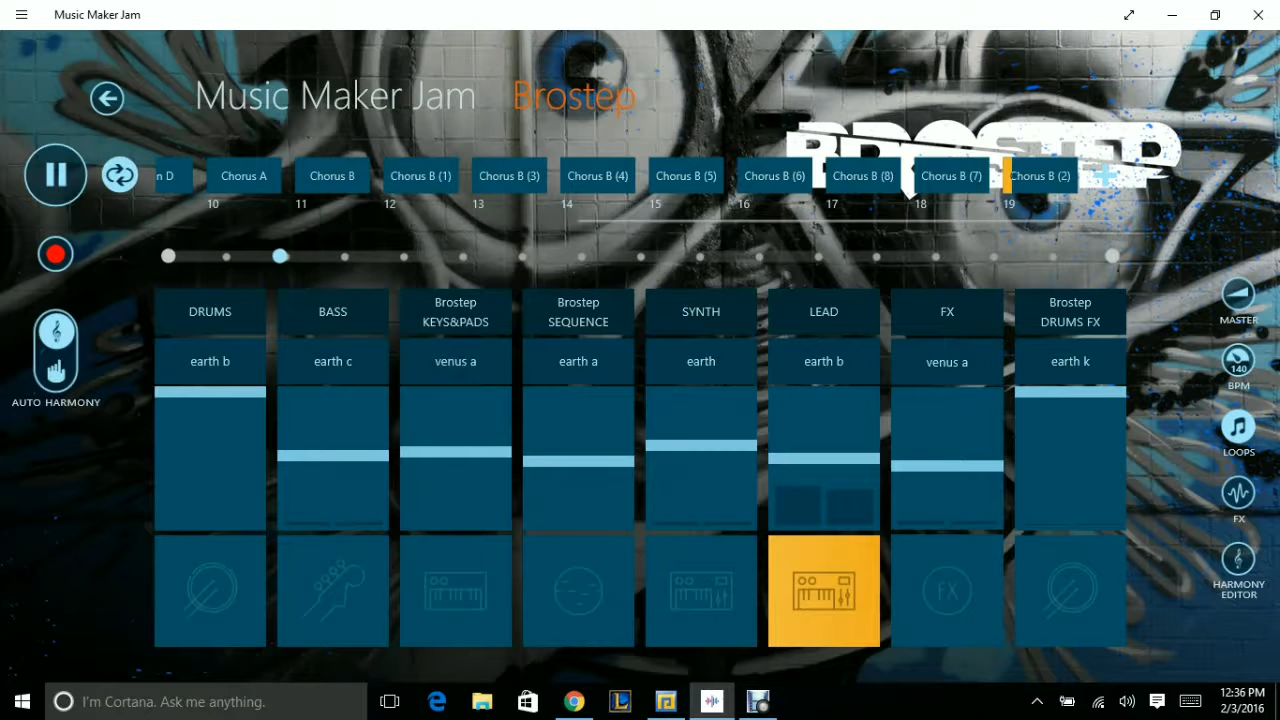 Music Maker Jam
Music Maker Jam Brostep
BROSTEP
n D Chorus A Chorus B Chorus B (1) Chorus B (3) Chorus B (4) Chorus B (5) Chorus B (6) Chorus B (8) Chorus B (7) Chorus B (2)
10 11 12 13 14 15 16 17 18 19
DRUMS BASS Brostep KEYS&PADS Brostep SEQUENCE SYNTH LEAD FX Brostep DRUMS FX
earth b earth c venus a earth a earth earth b venus a earth k
AUTO HARMONY
MASTER
140
BPM
LOOPS
FX
HARMONY
EDITOR
FX
I'm Cortana. Ask me anything.
12:36 PM
2/3/2016